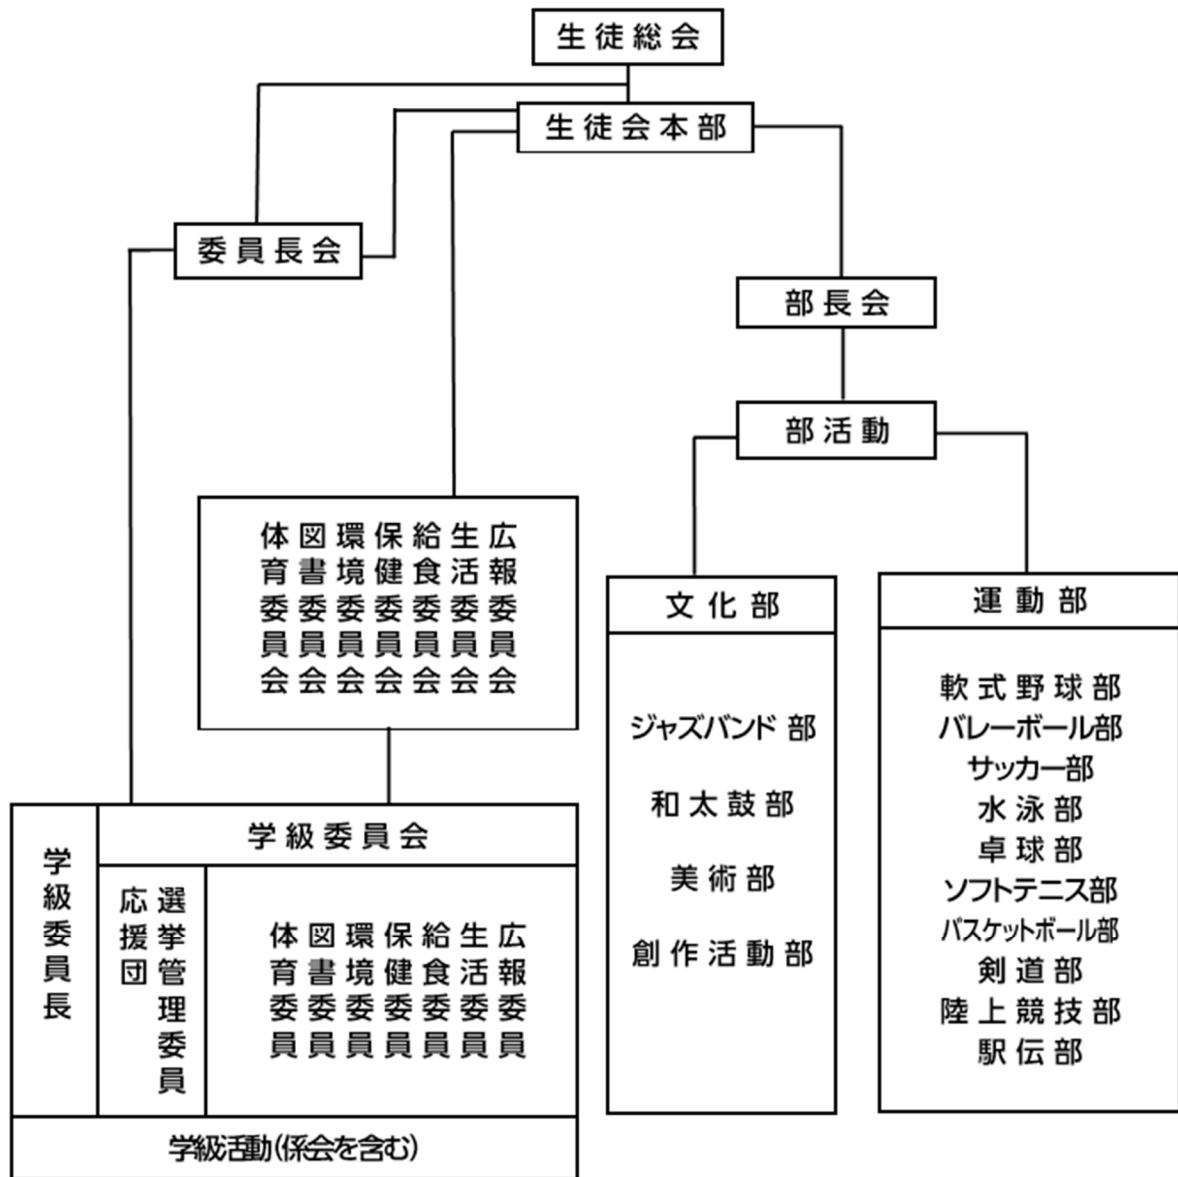 生徒総会
生徒会本部
委員長会
部長会
部活動
広報委員会
生活委員会
給食委員会
保健委員会
環境委員会
図書委員会
体育委員会
文化部
ジャズバンド部
和太鼓部
美術部
創作活動部
運動部
軟式野球部
バレーボール部
サッカー部
水泳部
卓球部
ソフトテニス部
バスケットボール部
剣道部
陸上競技部
駅伝部
学級委員長
学級委員会
選挙管理委員
応援団
広報委員
生活委員
給食委員
保健委員
環境委員
図書委員
体育委員
学級活動(係会を含む)